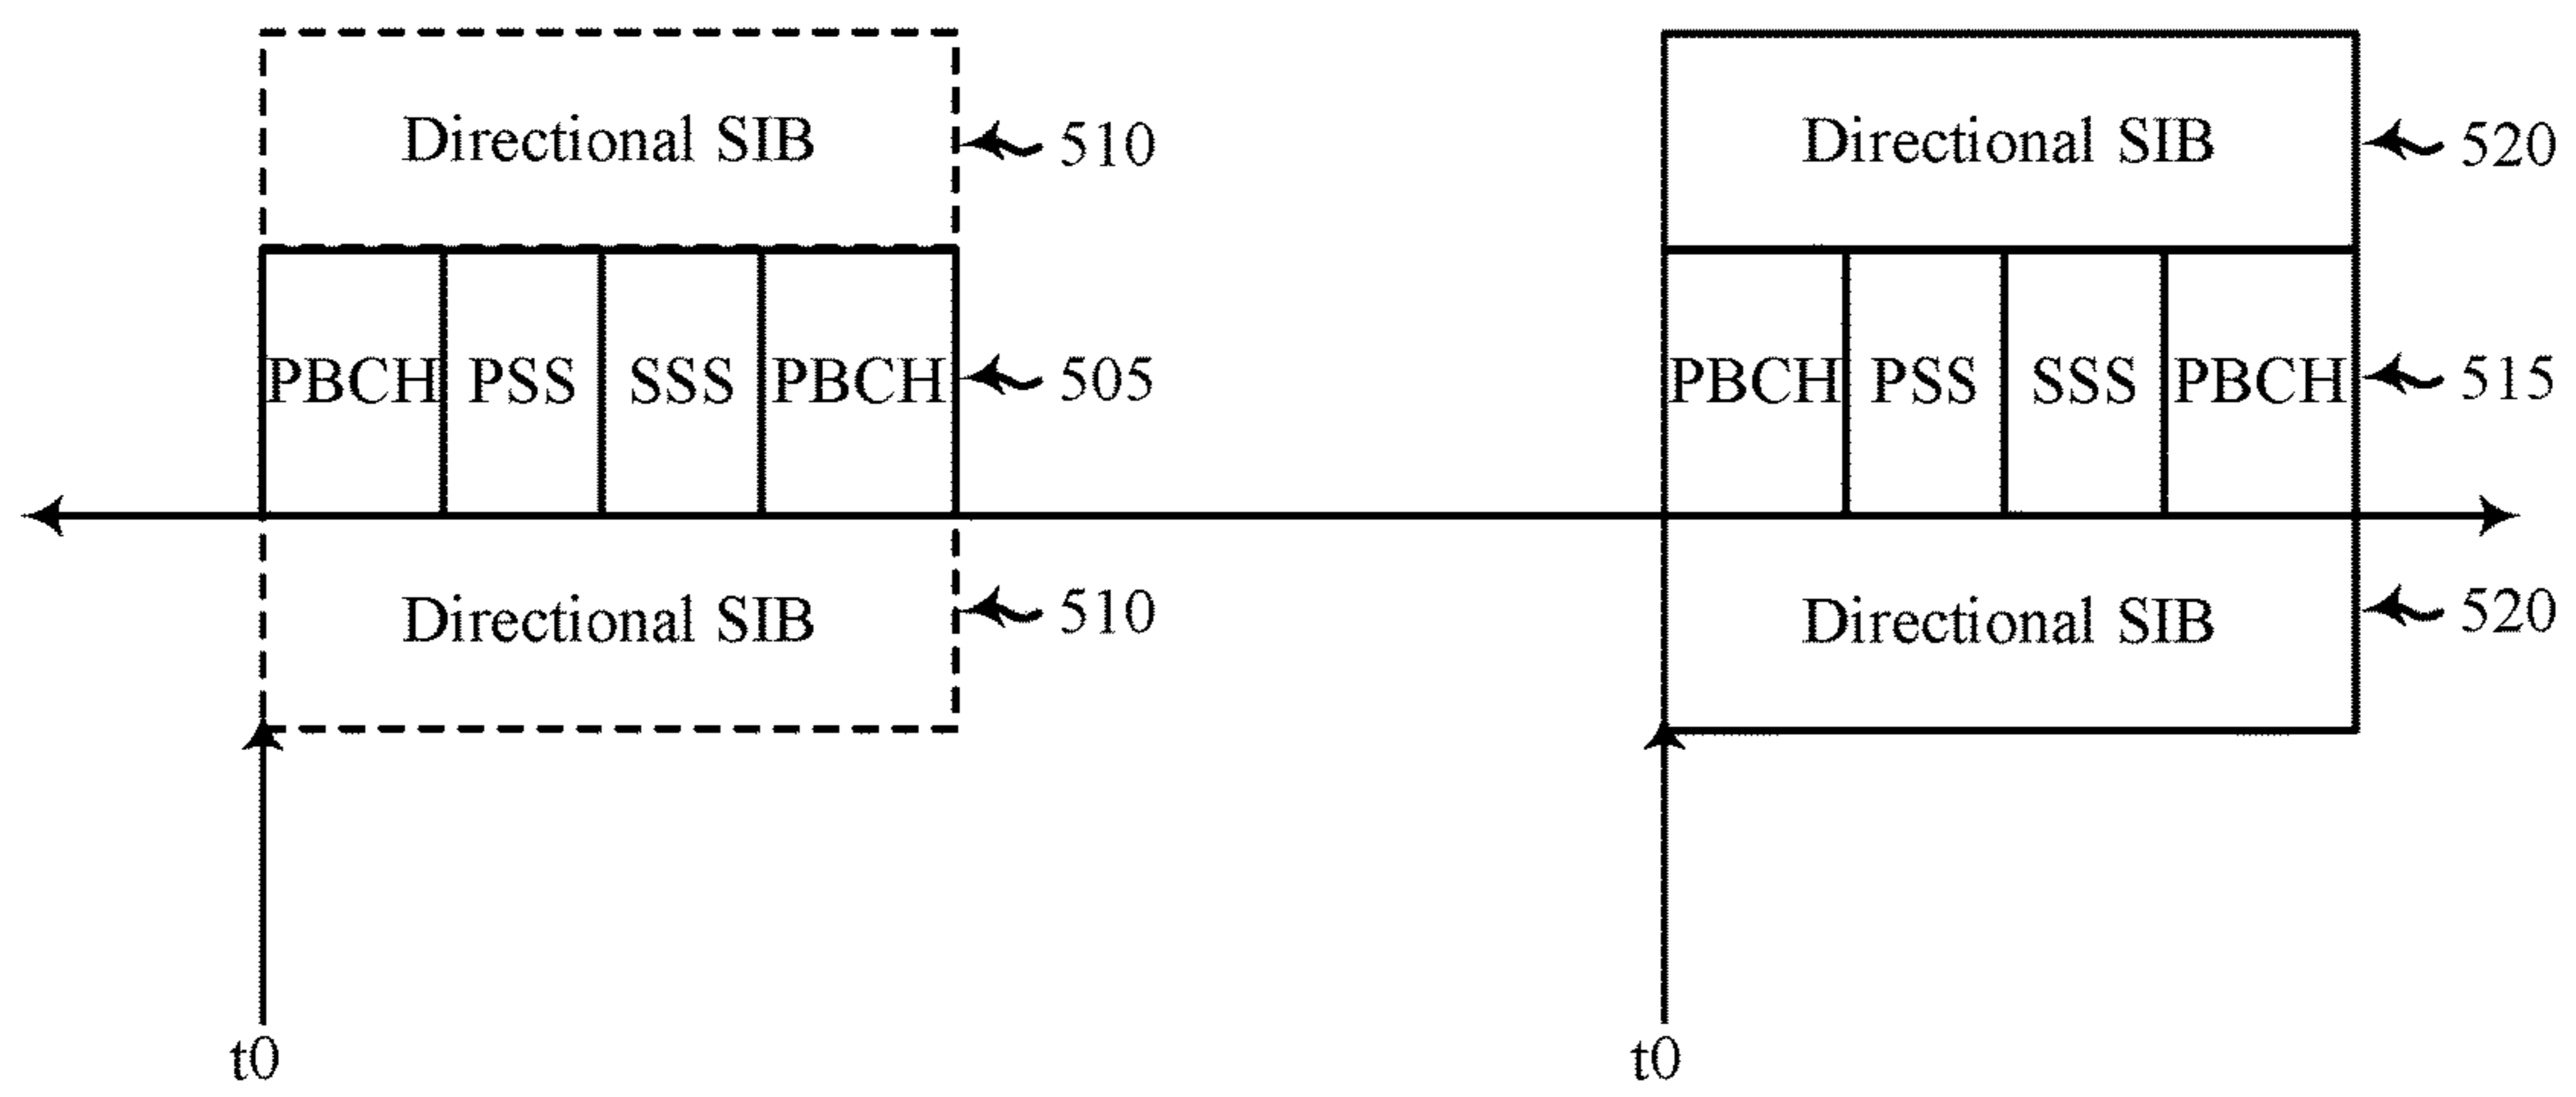 Directional SIB 510 Directional SIB 520
PBCH PSS SSS PBCH 505 PBCH PSS SSS PBCH 515
Directional SIB 510 Directional SIB 520
t0 t0